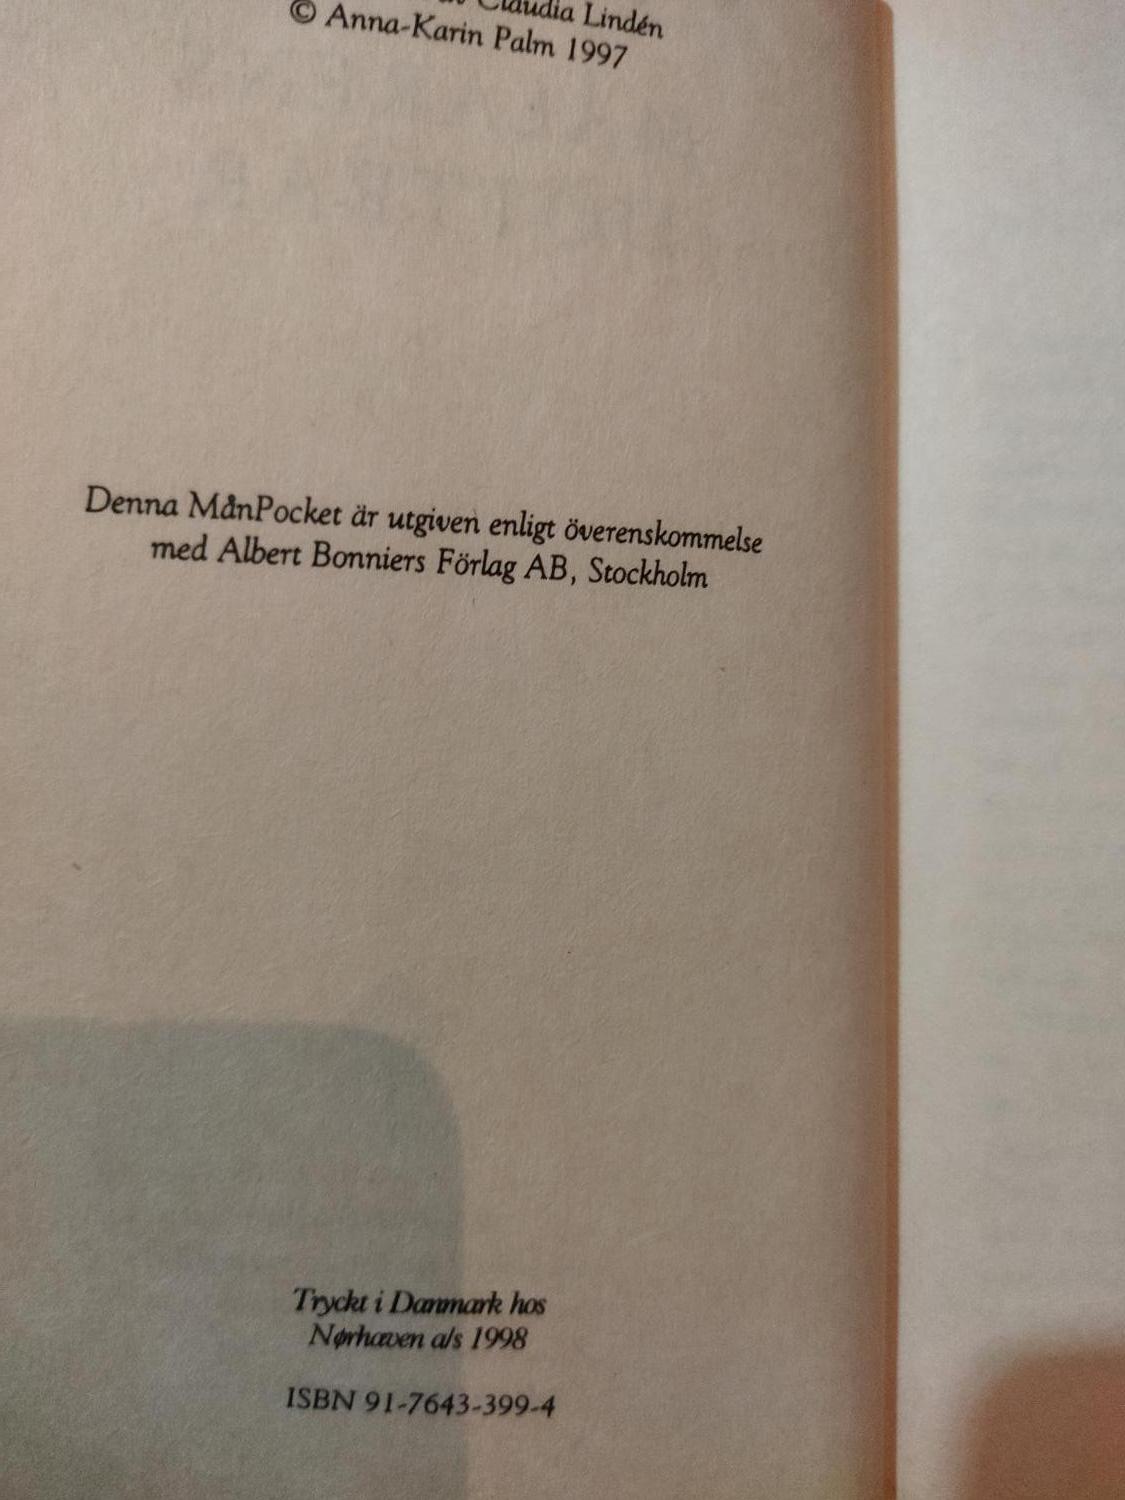 Claudia Lindén
© Anna-Karin Palm 1997
Denna MånPocket är utgiven enligt överenskommelse
med Albert Bonniers Förlag AB, Stockholm
Tryckt i Danmark hos
Nørhaven a/s 1998
ISBN 91-7643-399-4